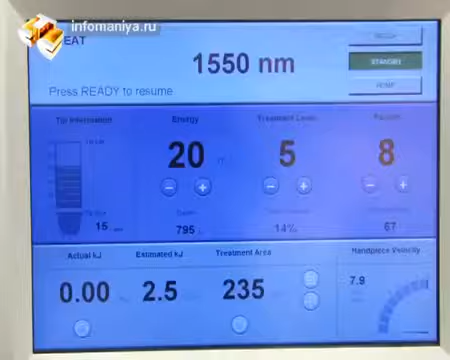 infomaniya.ru
EAT
1550 nm
STANDBY
Press READY to resume
Tip Information
Energy
Treatment Level
Passes
20
5
8
15
795
14%
67
Actual kJ
Estimated kJ
Treatment Area
Handpiece Velocity
0.00
2.5
235
7.9